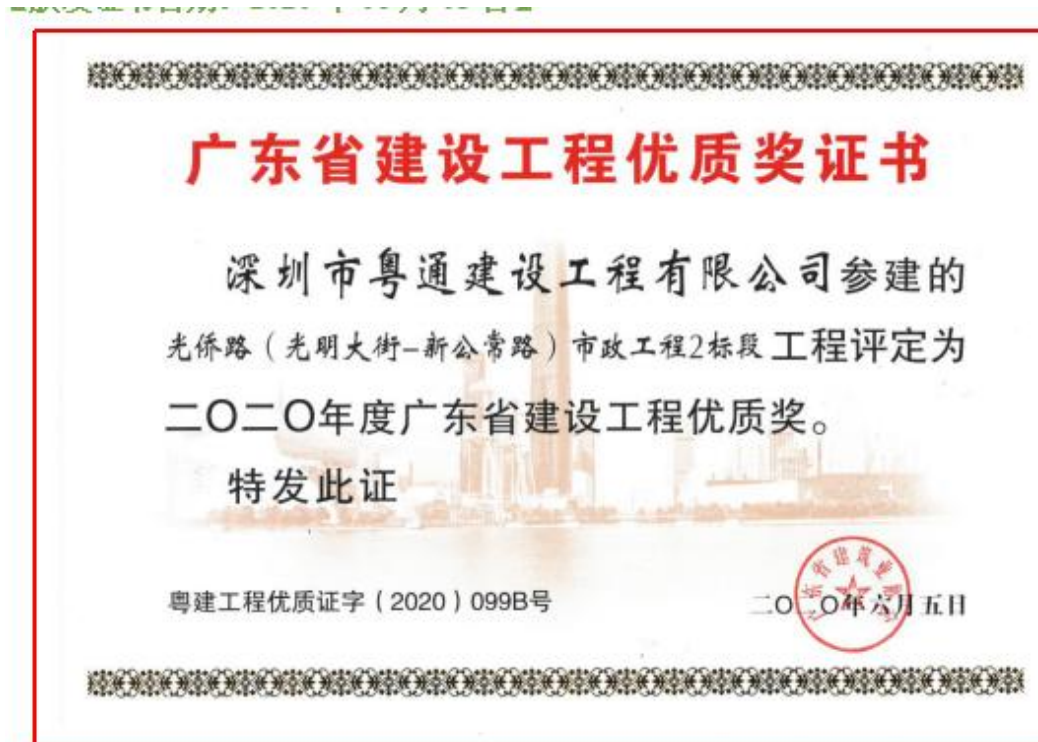 广东省建设工程优质奖证书
深圳市粤通建设工程有限公司参建的
光侨路（光明大街-新公常路）市政工程2标段工程评定为
二〇二〇年度广东省建设工程优质奖。
特发此证
粤建工程优质证字（2020）099B号
二〇二〇年六月五日